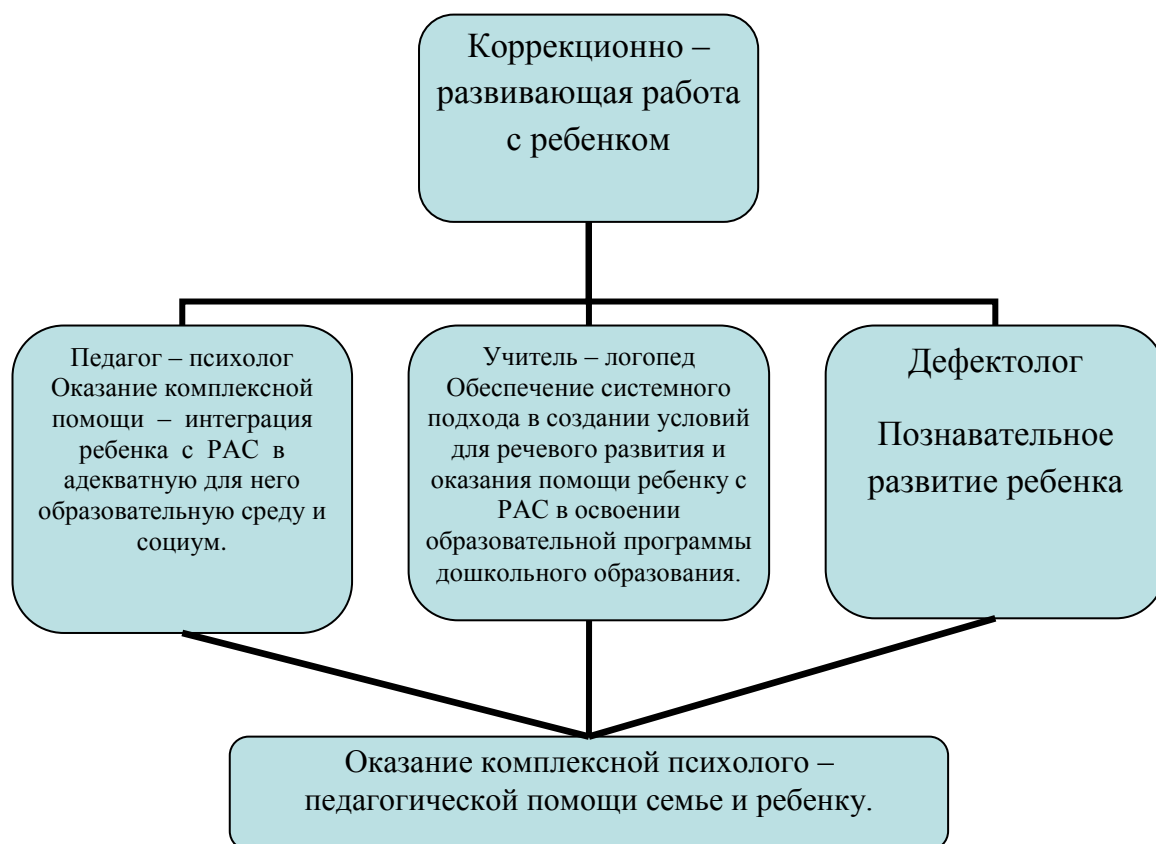 Коррекционно –
развивающая работа
с ребенком
Педагог – психолог
Оказание комплексной
помощи – интеграция
ребенка с РАС в
адекватную для него
образовательную среду и
социум.
Учитель – логопед
Обеспечение системного
подхода в создании условий
для речевого развития и
оказания помощи ребенку с
РАС в освоении
образовательной программы
дошкольного образования.
Дефектолог
Познавательное
развитие ребенка
Оказание комплексной психолого –
педагогической помощи семье и ребенку.